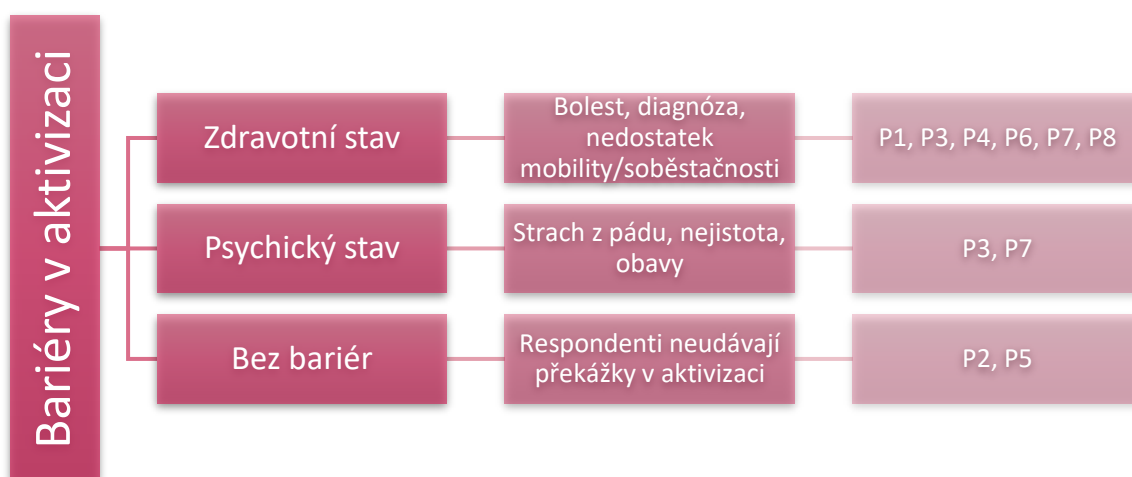 Bariéry v aktivizaci
Zdravotní stav
Bolest, diagnóza,
nedostatek
mobility/soběstačnosti
P1, P3, P4, P6, P7, P8
Psychický stav
Strach z pádu, nejistota,
obavy
P3, P7
Bez bariér
Respondenti neudávají
překážky v aktivizaci
P2, P5